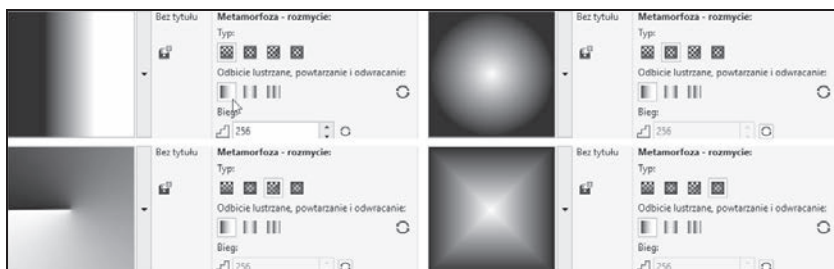 Bez tytułu
Metamorfoza - rozmycie:
Typ:
Odbicie lustrzane, powtarzanie i odwracanie:
Bieg:
256
Bez tytułu
Metamorfoza - rozmycie:
Typ:
Odbicie lustrzane, powtarzanie i odwracanie:
Bieg:
256
Bez tytułu
Metamorfoza - rozmycie:
Typ:
Odbicie lustrzane, powtarzanie i odwracanie:
Bieg:
256
Bez tytułu
Metamorfoza - rozmycie:
Typ:
Odbicie lustrzane, powtarzanie i odwracanie:
Bieg:
256